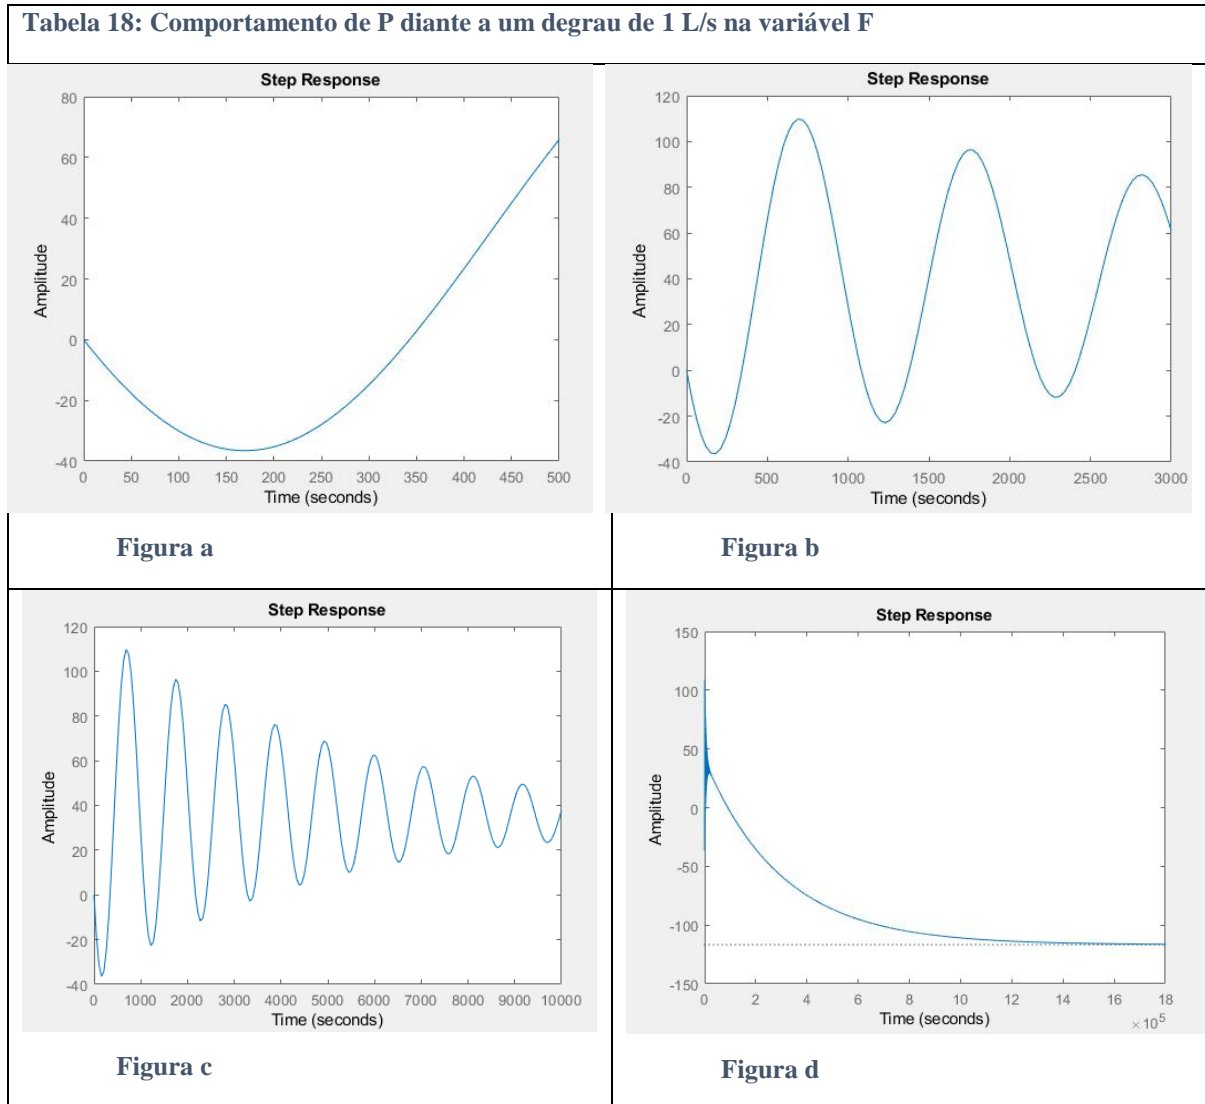 Tabela 18: Comportamento de P diante a um degrau de 1 L/s na variável F
Step Response
80
60
40
20
0
-20
-40
Amplitude
0 50 100 150 200 250 300 350 400 450 500
Time (seconds)
Figura a
Step Response
120
100
80
60
40
20
0
-20
-40
Amplitude
0 500 1000 1500 2000 2500 3000
Time (seconds)
Figura b
Step Response
120
100
80
60
40
20
0
-20
-40
Amplitude
0 1000 2000 3000 4000 5000 6000 7000 8000 9000 10000
Time (seconds)
Figura c
Step Response
150
100
50
0
-50
-100
-150
Amplitude
0 2 4 6 8 10 12 14 16 18
Time (seconds)
×10⁵
Figura d